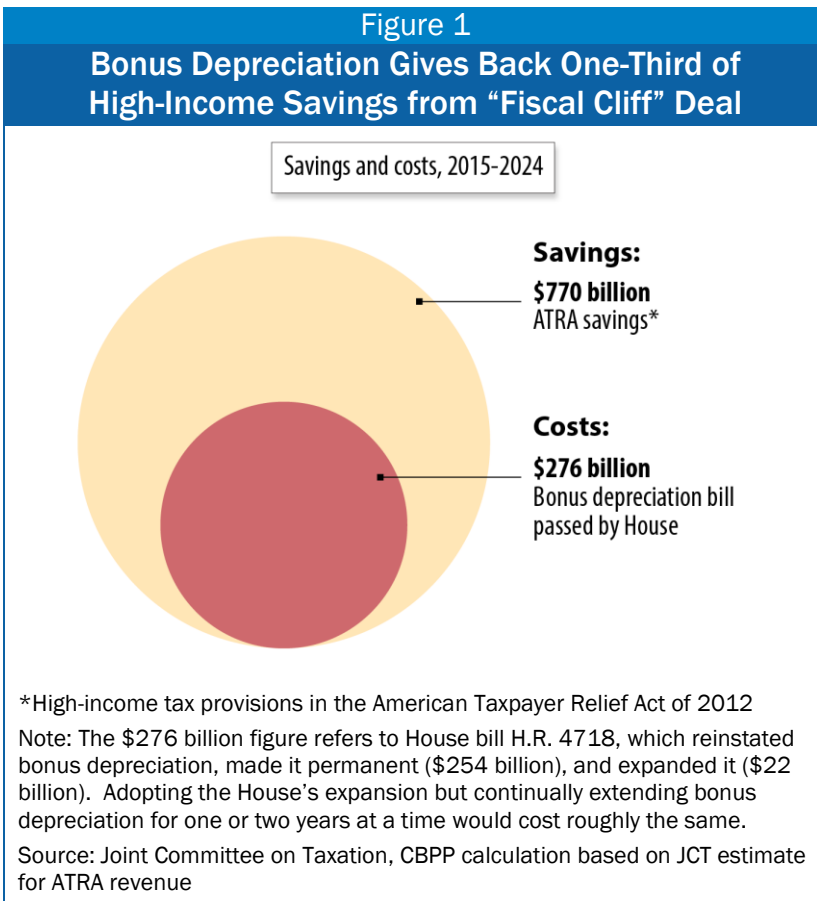 Figure 1
Bonus Depreciation Gives Back One-Third of
High-Income Savings from “Fiscal Cliff” Deal
Savings and costs, 2015-2024
Savings:
$770 billion
ATRA savings*
Costs:
$276 billion
Bonus depreciation bill
passed by House
*High-income tax provisions in the American Taxpayer Relief Act of 2012
Note: The $276 billion figure refers to House bill H.R. 4718, which reinstated
bonus depreciation, made it permanent ($254 billion), and expanded it ($22
billion).  Adopting the House’s expansion but continually extending bonus
depreciation for one or two years at a time would cost roughly the same.
Source: Joint Committee on Taxation, CBPP calculation based on JCT estimate
for ATRA revenue